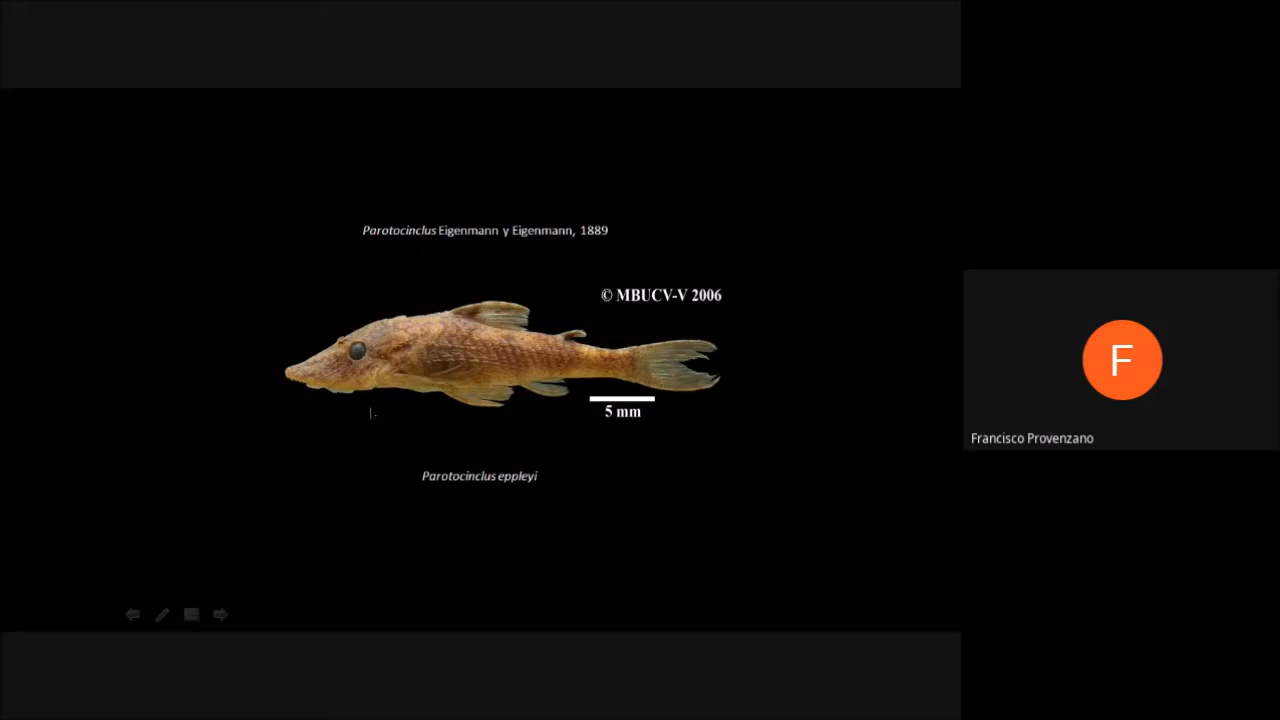 Parotocinclus Eigenmann y Eigenmann, 1889
© MBUCV-V 2006
5 mm
Parotocinclus eppleyi
F
Francisco Provenzano